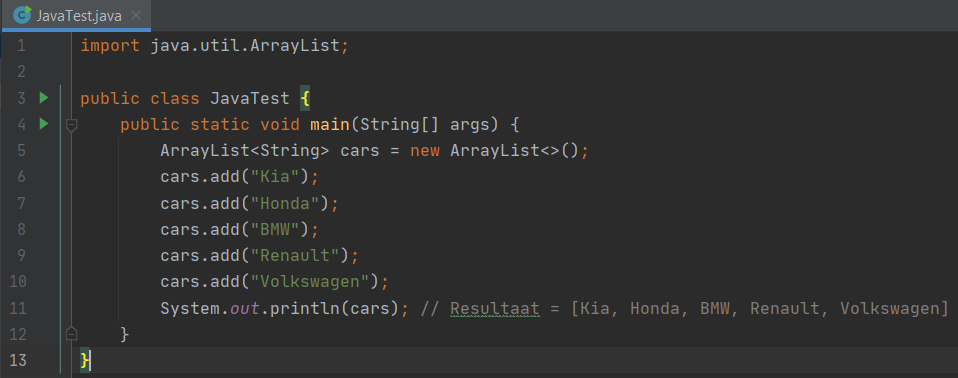 JavaTest.java
1 import java.util.ArrayList;
2
3 public class JavaTest {
4 public static void main(String[] args) {
5 ArrayList<String> cars = new ArrayList<>();
6 cars.add("Kia");
7 cars.add("Honda");
8 cars.add("BMW");
9 cars.add("Renault");
10 cars.add("Volkswagen");
11 System.out.println(cars); // Resultaat = [Kia, Honda, BMW, Renault, Volkswagen]
12 }
13 }